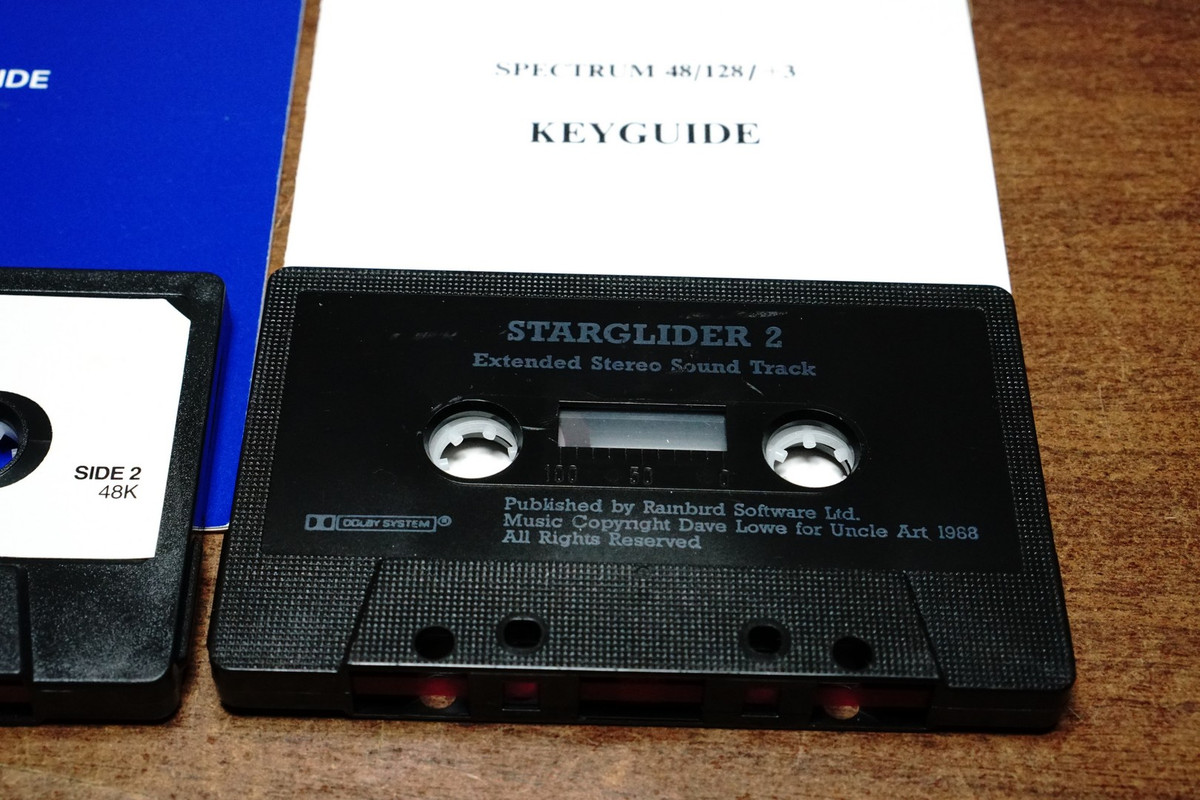 IDE
SPECTRUM 48/128/+3
KEYGUIDE
STARGLIDER 2
Extended Stereo Sound Track
100 50 0
SIDE 2
48K
DOLBY SYSTEM®
Published by Rainbird Software Ltd.
Music Copyright Dave Lowe for Uncle Art 1988
All Rights Reserved